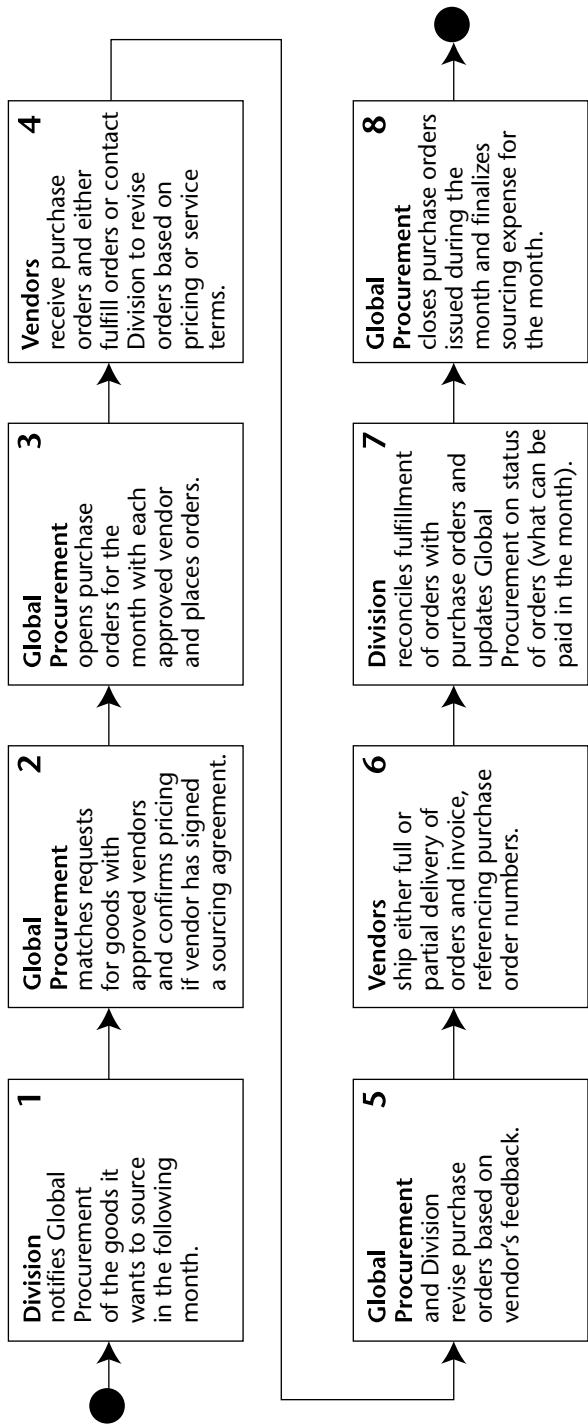 1
Division
notifies Global
Procurement
of the goods it
wants to source
in the following
month.
2
Global
Procurement
matches requests
for goods with
approved vendors
and confirms pricing
if vendor has signed
a sourcing agreement.
3
Global
Procurement
opens purchase
orders for the
month with each
approved vendor
and places orders.
4
Vendors
receive purchase
orders and either
fulfill orders or contact
Division to revise
orders based on
pricing or service
terms.
5
Global
Procurement
and Division
revise purchase
orders based on
vendor’s feedback.
6
Vendors
ship either full or
partial delivery of
orders and invoice,
referencing purchase
order numbers.
7
Division
reconciles fulfillment
of orders with
purchase orders and
updates Global
Procurement on status
of orders (what can be
paid in the month).
8
Global
Procurement
closes purchase orders
issued during the
month and finalizes
sourcing expense for
the month.